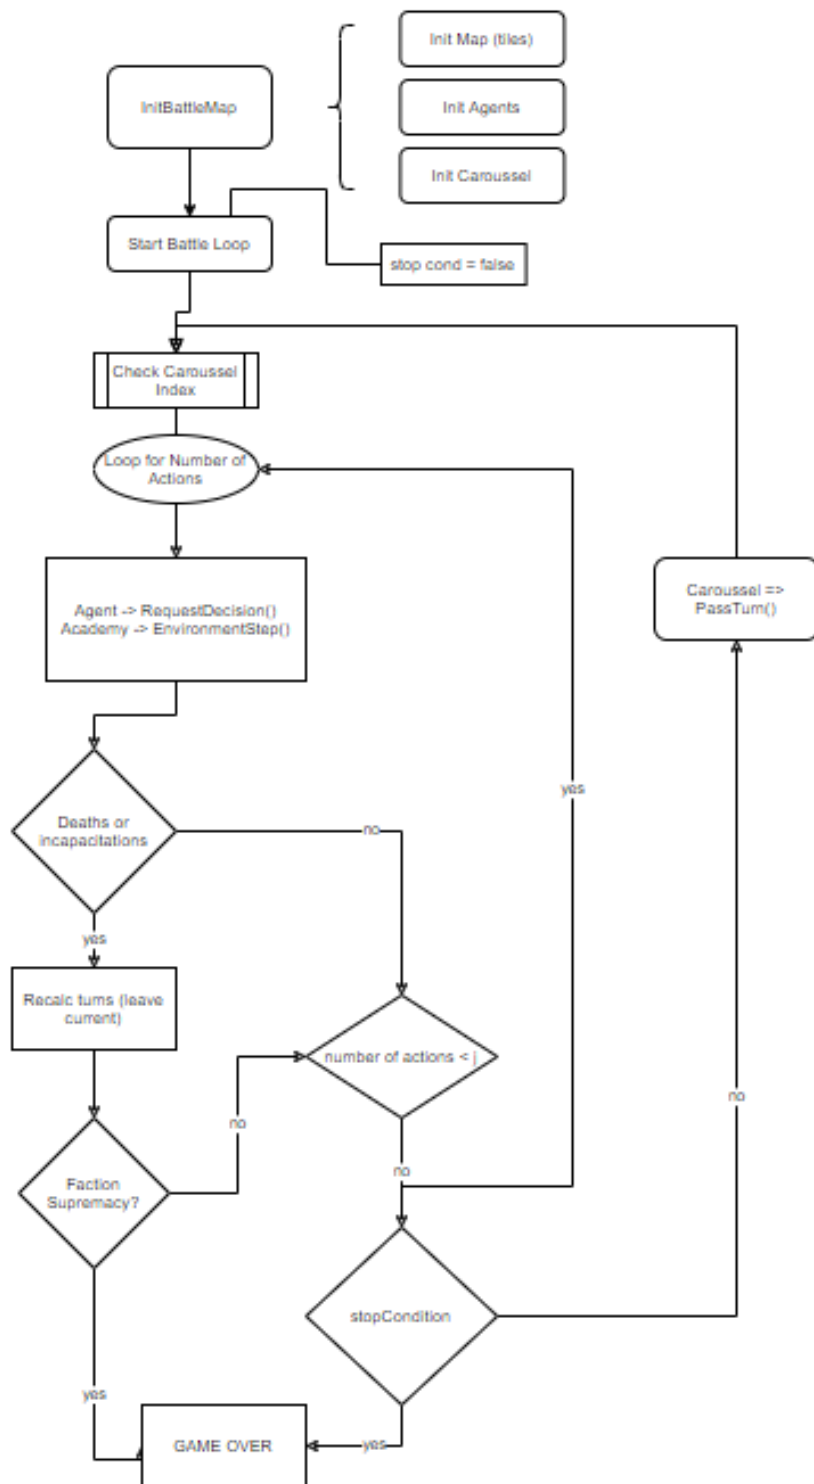 Init Map (tiles)
InitBattleMap
Init Agents
Init Caroussel
Start Battle Loop
stop cond = false
Check Caroussel
Index
Loop for Number of
Actions
Agent -> RequestDecision()
Academy -> EnvironmentStep()
Caroussel =>
PassTurn()
yes
Deaths or
incapacitations
no
yes
Recalc turns (leave
current)
number of actions < j
no
no
no
Faction
Supremacy?
stopCondition
yes
GAME OVER
yes